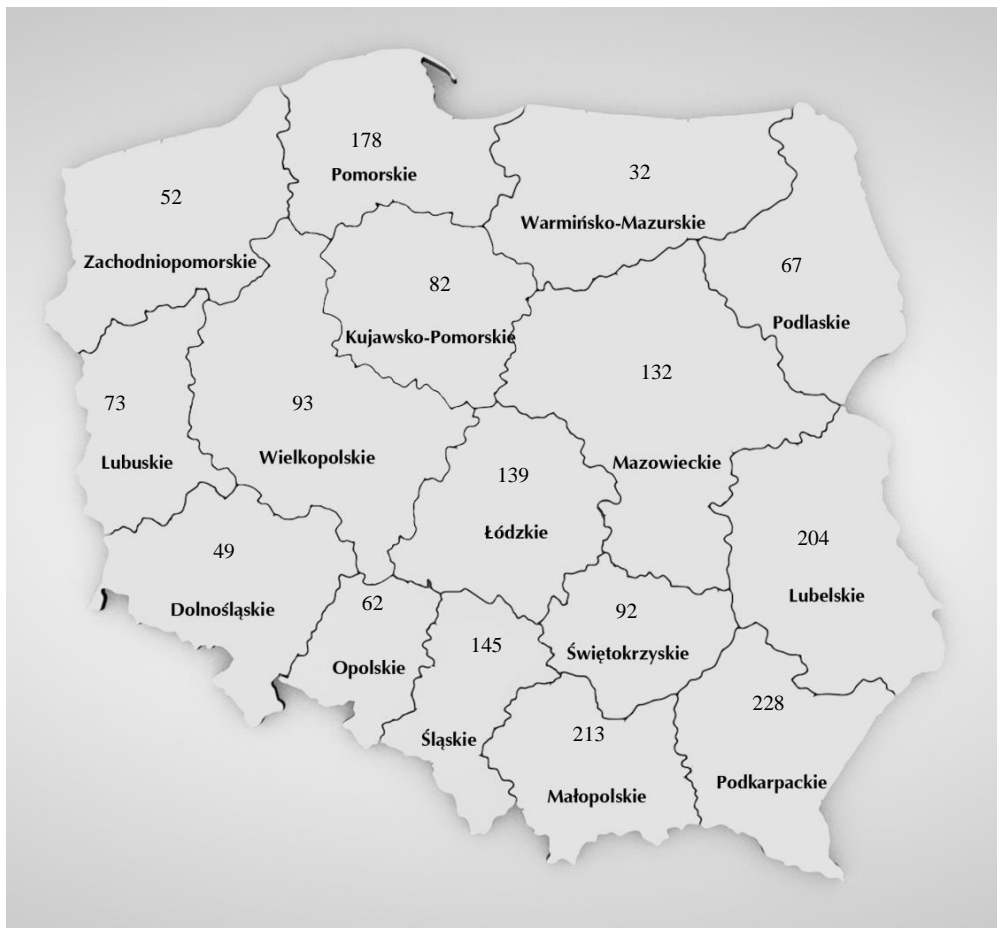 178
Pomorskie
32
Warmińsko-Mazurskie
52
Zachodniopomorskie
67
Podlaskie
82
Kujawsko-Pomorskie
132
Mazowieckie
73
Lubuskie
93
Wielkopolskie
139
Łódzkie
204
Lubelskie
49
Dolnośląskie
62
Opolskie
145
Śląskie
92
Świętokrzyskie
213
Małopolskie
228
Podkarpackie